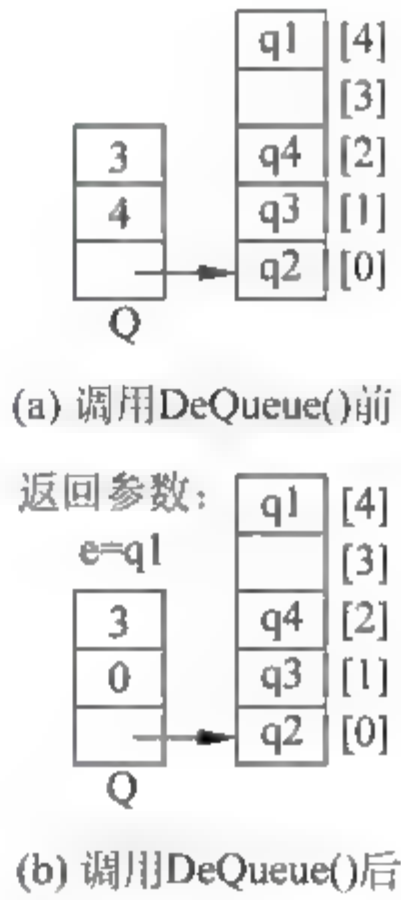 q1 [4]
[3]
3 q4 [2]
4 q3 [1]
q2 [0]
Q
(a) 调用DeQueue()前
返回参数： q1 [4]
e=q1 [3]
3 q4 [2]
0 q3 [1]
q2 [0]
Q
(b) 调用DeQueue()后